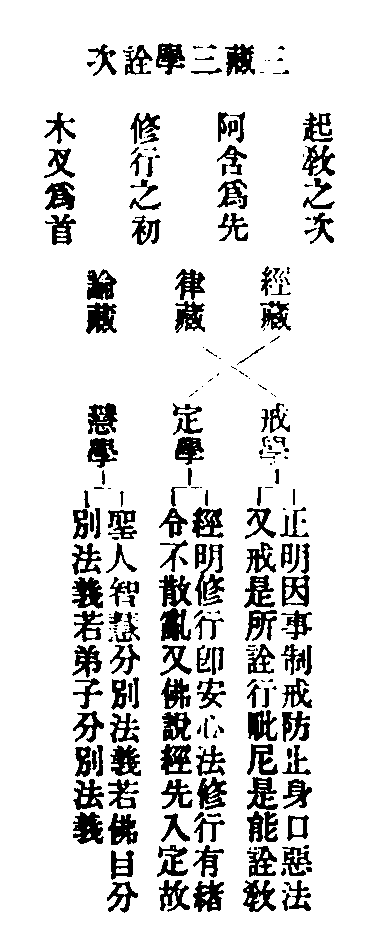 三藏三學詮次
起敎之次
阿含爲先
修行之初
木叉爲首
經藏
律藏
論藏
戒學
定學
慧學
正明因事制戒防止身口惡法
又戒是所詮行毗尼是能詮敎
經明修行卽安心法修行有緒
令不散亂又佛說經先入定故
聖人智慧分別法義若佛自分
別法義若弟子分別法義